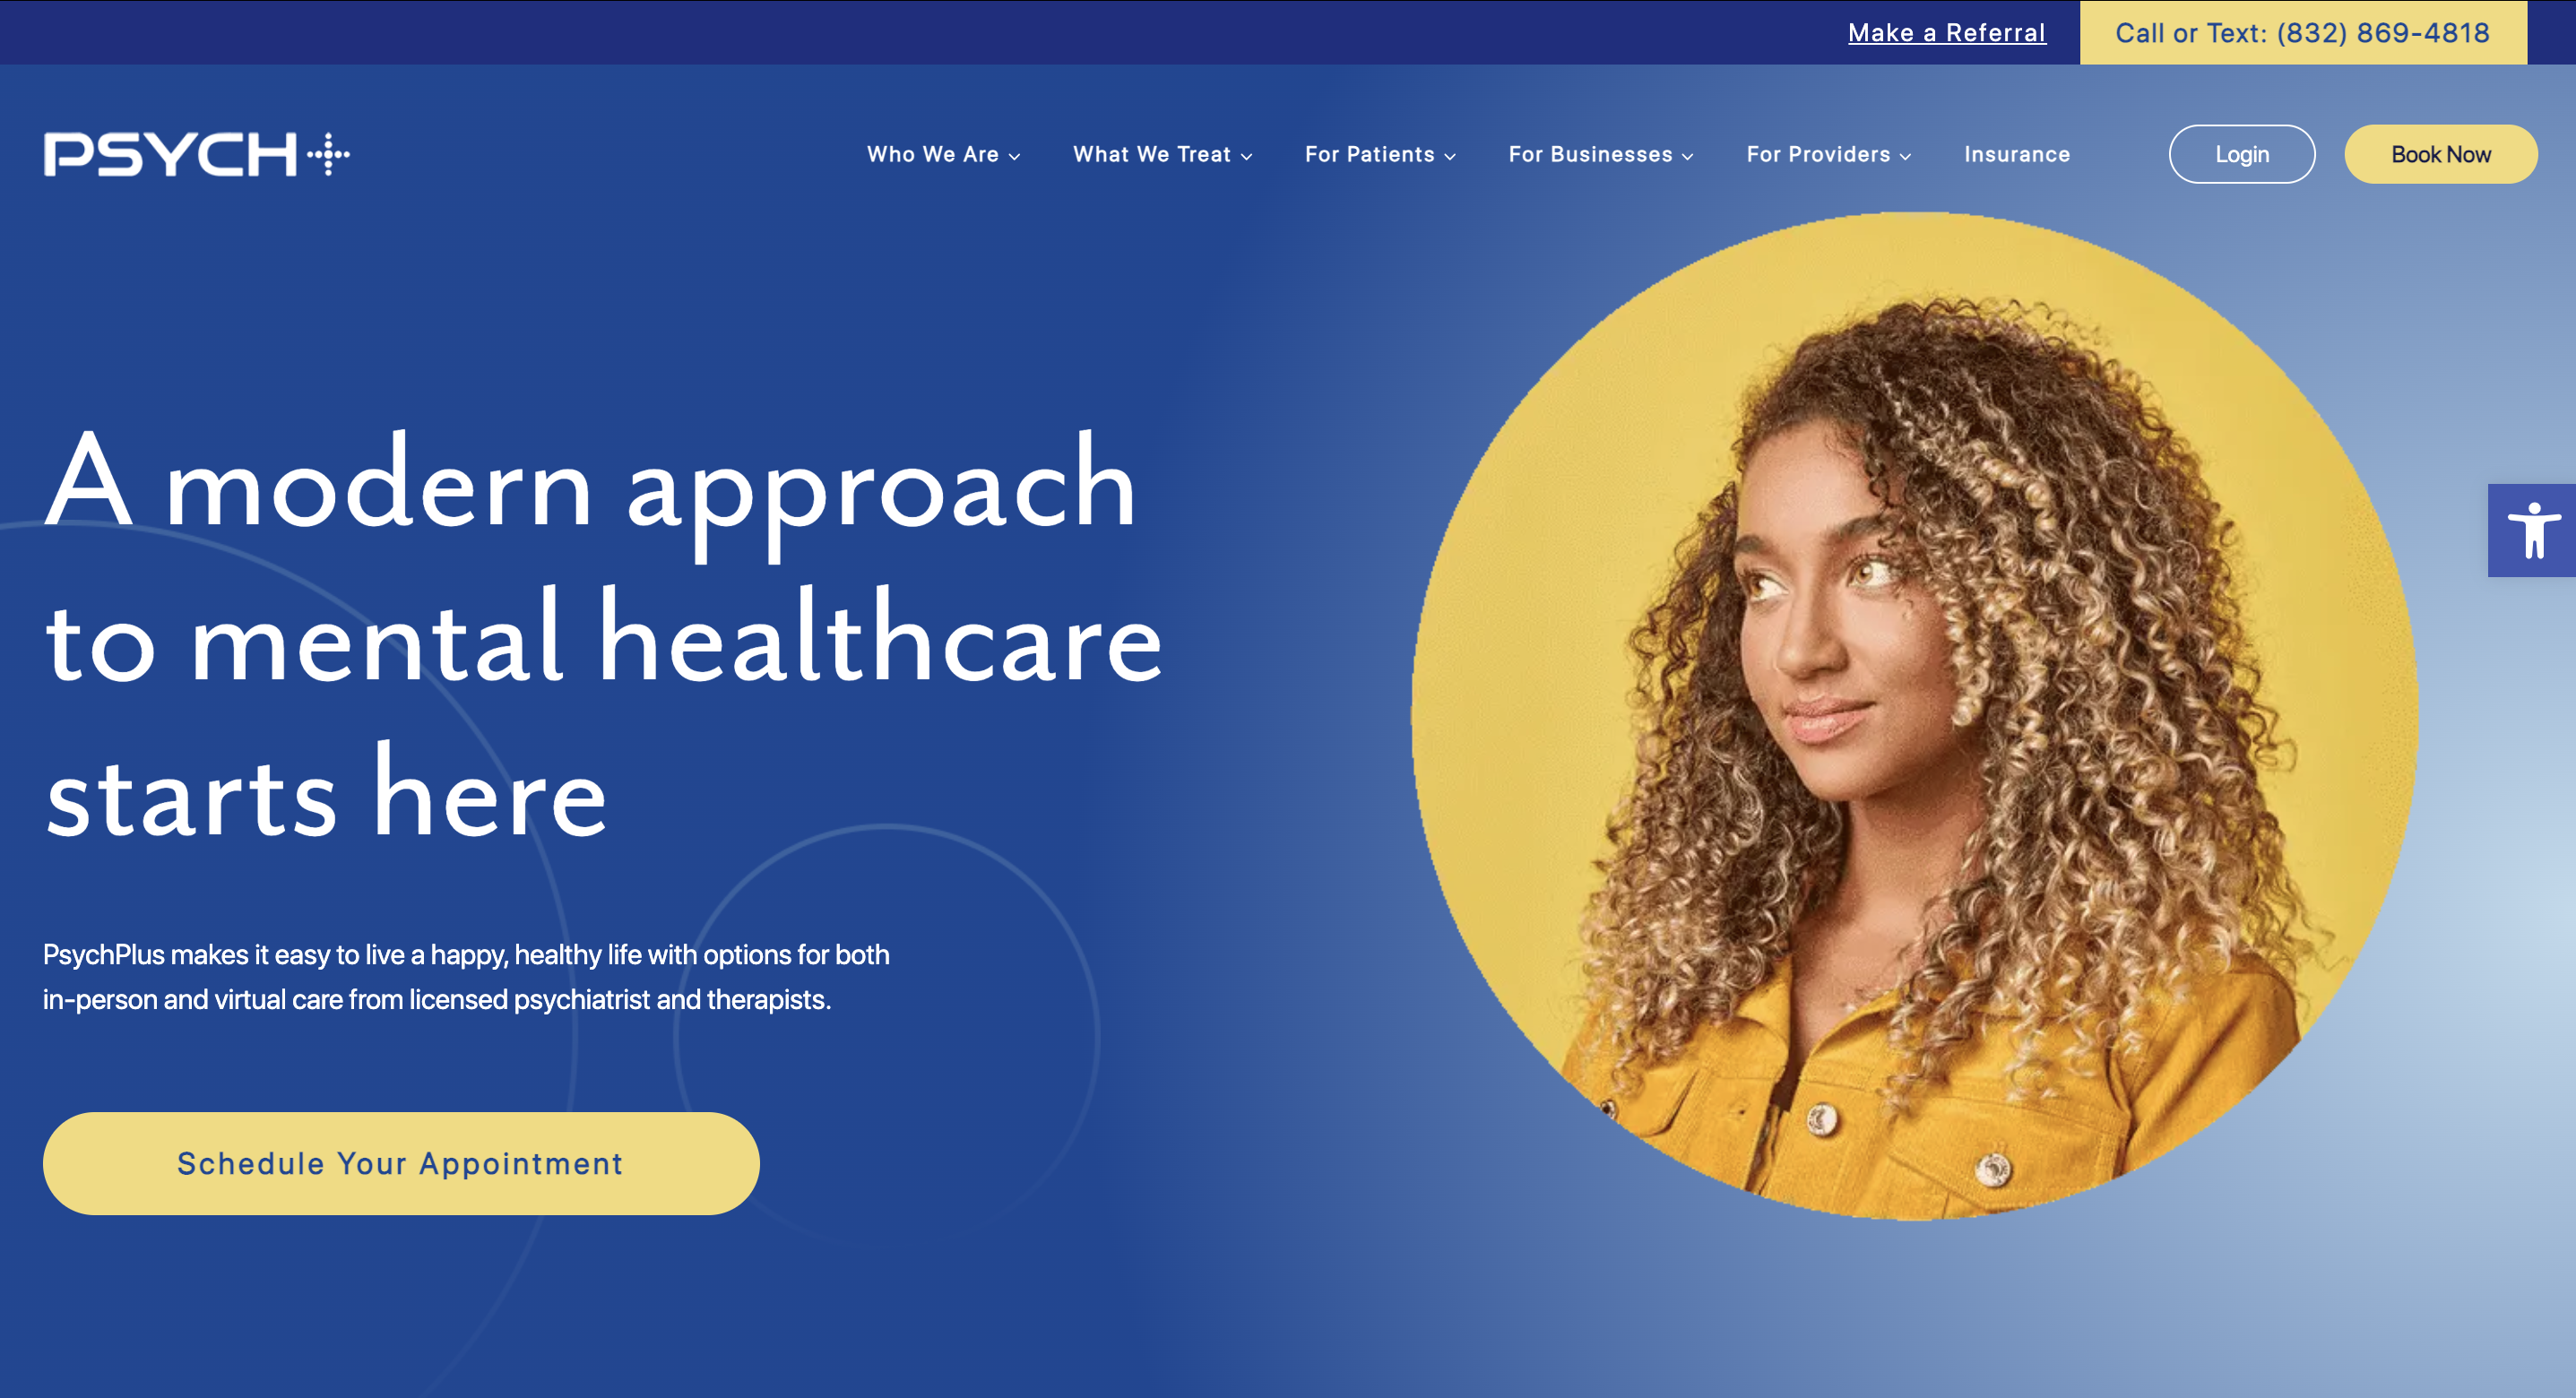 Make a Referral
Call or Text: (832) 869-4818
PSYCH
Who We Are
What We Treat
For Patients
For Businesses
For Providers
Insurance
Login
Book Now
A modern approach
to mental healthcare
starts here
PsychPlus makes it easy to live a happy, healthy life with options for both
in-person and virtual care from licensed psychiatrist and therapists.
Schedule Your Appointment